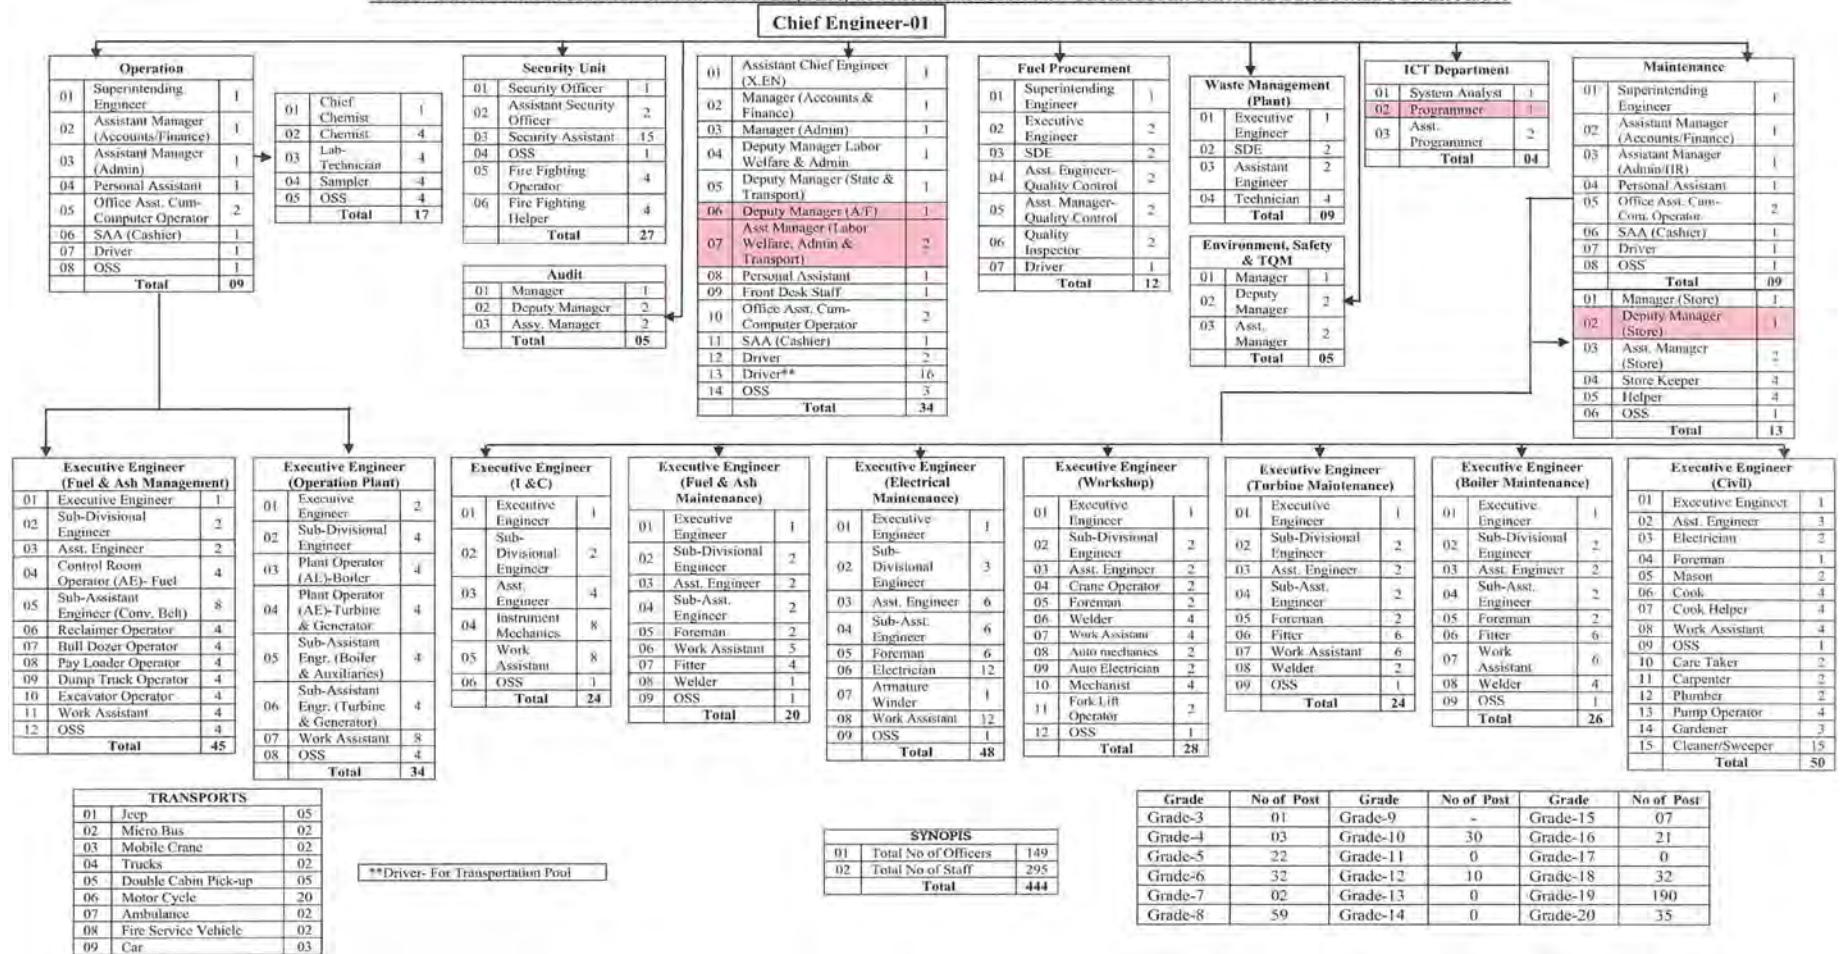 Chief Engineer-01
Operation
01 Superintending Engineer 1
02 Assistant Manager (Accounts/Finance) 1
03 Assistant Manager (Admin) 1
04 Personal Assistant 1
05 Office Asst. Cum-Computer Operator 2
06 SAA (Cashier) 1
07 Driver 1
08 OSS 1
Total 09
01 Chief Chemist 1
02 Chemist 4
03 Lab-Technician 4
04 Sampler 4
05 OSS 4
Total 17
Security Unit
01 Security Officer 1
02 Assistant Security Officer 2
03 Security Assistant 15
04 OSS 1
05 Fire Fighting Operator 4
06 Fire Fighting Helper 4
Total 27
Audit
01 Manager 1
02 Deputy Manager 2
03 Assy. Manager 2
Total 05
01 Assistant Chief Engineer (X.EN) 1
02 Manager (Accounts & Finance) 1
03 Manager (Admin) 1
04 Deputy Manager Labor Welfare & Admin 1
05 Deputy Manager (State & Transport) 1
06 Deputy Manager (A/F) 1
07 Asst Manager (Labor Welfare, Admin & Transport) 2
08 Personal Assistant 1
09 Front Desk Staff 1
10 Office Asst. Cum-Computer Operator 2
11 SAA (Cashier) 1
12 Driver 2
13 Driver** 16
14 OSS 3
Total 34
Fuel Procurement
01 Superintending Engineer 1
02 Executive Engineer 2
03 SDE 2
04 Asst. Engineer-Quality Control 2
05 Asst. Manager-Quality Control 2
06 Quality Inspector 2
07 Driver 1
Total 12
Waste Management (Plant)
01 Executive Engineer 1
02 SDE 2
03 Assistant Engineer 2
04 Technician 4
Total 09
Environment, Safety & TQM
01 Manager 1
02 Deputy Manager 2
03 Asst. Manager 2
Total 05
ICT Department
01 System Analyst 1
02 Programmer 1
03 Asst. Programmer 2
Total 04
Maintenance
01 Superintending Engineer 1
02 Assistant Manager (Accounts/Finance) 1
03 Assistant Manager (Admin/HR) 1
04 Personal Assistant 1
05 Office Asst. Cum-Com. Operator 2
06 SAA (Cashier) 1
07 Driver 1
08 OSS 1
Total 09
01 Manager (Store) 1
02 Deputy Manager (Store) 1
03 Asst. Manager (Store) 2
04 Store Keeper 4
05 Helper 4
06 OSS 1
Total 13
Executive Engineer (Fuel & Ash Management)
01 Executive Engineer 1
02 Sub-Divisional Engineer 2
03 Asst. Engineer 2
04 Control Room Operator (AE)- Fuel 4
05 Sub-Assistant Engineer (Conv. Belt) 8
06 Reclaimer Operator 4
07 Bull Dozer Operator 4
08 Pay Loader Operator 4
09 Dump Truck Operator 4
10 Excavator Operator 4
11 Work Assistant 4
12 OSS 4
Total 45
Executive Engineer (Operation Plant)
01 Executive Engineer 2
02 Sub-Divisional Engineer 4
03 Plant Operator (AE)-Boiler 4
04 Plant Operator (AE)-Turbine & Generator 4
05 Sub-Assistant Engr. (Boiler & Auxiliaries) 4
06 Sub-Assistant Engr. (Turbine & Generator) 4
07 Work Assistant 8
08 OSS 4
Total 34
Executive Engineer (I &C)
01 Executive Engineer 1
02 Sub-Divisional Engineer 2
03 Asst. Engineer 4
04 Instrument Mechanics 8
05 Work Assistant 8
06 OSS 1
Total 24
Executive Engineer (Fuel & Ash Maintenance)
01 Executive Engineer 1
02 Sub-Divisional Engineer 2
03 Asst. Engineer 2
04 Sub-Asst. Engineer 2
05 Foreman 2
06 Work Assistant 5
07 Fitter 4
08 Welder 1
09 OSS 1
Total 20
Executive Engineer (Electrical Maintenance)
01 Executive Engineer 1
02 Sub-Divisional Engineer 3
03 Asst. Engineer 6
04 Sub-Asst. Engineer 6
05 Foreman 6
06 Electrician 12
07 Armature Winder 1
08 Work Assistant 12
09 OSS 1
Total 48
Executive Engineer (Workshop)
01 Executive Engineer 1
02 Sub-Divisional Engineer 2
03 Asst. Engineer 2
04 Crane Operator 2
05 Foreman 2
06 Welder 4
07 Work Assistant 4
08 Auto mechanics 2
09 Auto Electrician 2
10 Mechanist 4
11 Fork Lift Operator 2
12 OSS 1
Total 28
Executive Engineer (Turbine Maintenance)
01 Executive Engineer 1
02 Sub-Divisional Engineer 2
03 Asst. Engineer 2
04 Sub-Asst. Engineer 2
05 Foreman 2
06 Fitter 6
07 Work Assistant 6
08 Welder 2
09 OSS 1
Total 24
Executive Engineer (Boiler Maintenance)
01 Executive Engineer 1
02 Sub-Divisional Engineer 2
03 Asst. Engineer 2
04 Sub-Asst. Engineer 2
05 Foreman 2
06 Fitter 6
07 Work Assistant 6
08 Welder 4
09 OSS 1
Total 26
Executive Engineer (Civil)
01 Executive Engineer 1
02 Asst. Engineer 3
03 Electrician 2
04 Foreman 1
05 Mason 2
06 Cook 4
07 Cook Helper 4
08 Work Assistant 4
09 OSS 1
10 Care Taker 2
11 Carpenter 2
12 Plumber 2
13 Pump Operator 4
14 Gardener 3
15 Cleaner/Sweeper 15
Total 50
TRANSPORTS
01 Jeep 05
02 Micro Bus 02
03 Mobile Crane 02
04 Trucks 02
05 Double Cabin Pick-up 05
06 Motor Cycle 20
07 Ambulance 02
08 Fire Service Vehicle 02
09 Car 03
**Driver- For Transportation Pool
SYNOPIS
01 Total No of Officers 149
02 Total No of Staff 295
Total 444
Grade No of Post Grade No of Post Grade No of Post
Grade-3 01 Grade-9 - Grade-15 07
Grade-4 03 Grade-10 30 Grade-16 21
Grade-5 22 Grade-11 0 Grade-17 0
Grade-6 32 Grade-12 10 Grade-18 32
Grade-7 02 Grade-13 0 Grade-19 190
Grade-8 59 Grade-14 0 Grade-20 35